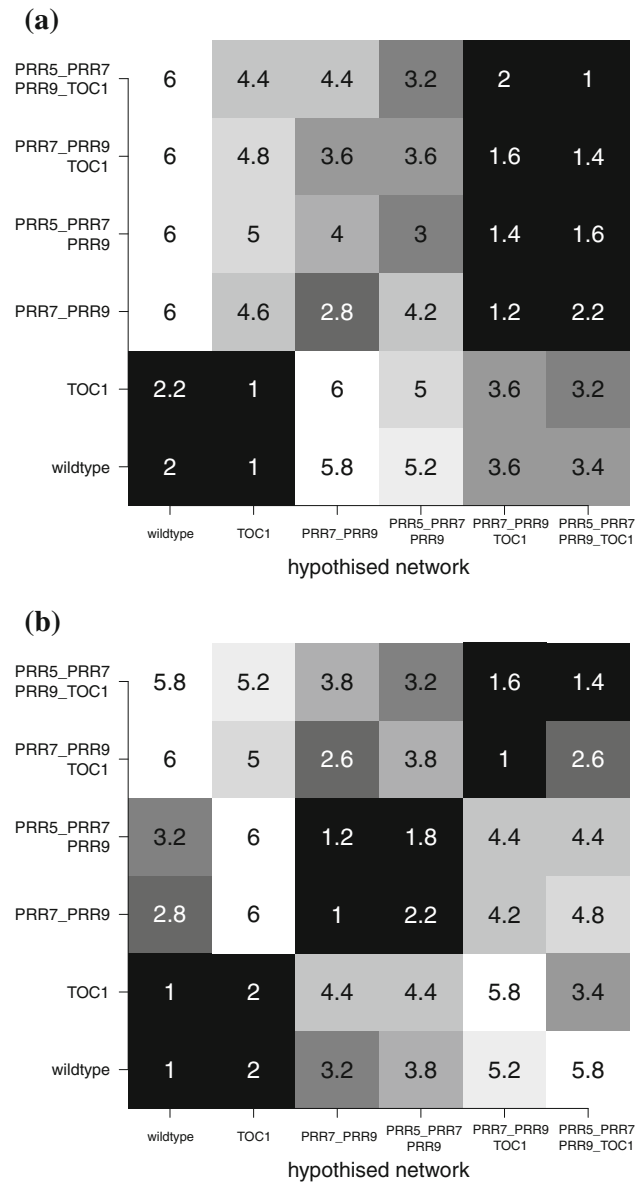 (a)
PRR5_PRR7
PRR9_TOC1
6 4.4 4.4 3.2 2 1
PRR7_PRR9
TOC1
6 4.8 3.6 3.6 1.6 1.4
PRR5_PRR7
PRR9
6 5 4 3 1.4 1.6
PRR7_PRR9
6 4.6 2.8 4.2 1.2 2.2
TOC1
2.2 1 6 5 3.6 3.2
wildtype
2 1 5.8 5.2 3.6 3.4
wildtype TOC1 PRR7_PRR9 PRR5_PRR7 PRR7_PRR9 PRR5_PRR7
PRR9 TOC1 PRR9_TOC1
hypothised network
(b)
PRR5_PRR7
PRR9_TOC1
5.8 5.2 3.8 3.2 1.6 1.4
PRR7_PRR9
TOC1
6 5 2.6 3.8 1 2.6
PRR5_PRR7
PRR9
3.2 6 1.2 1.8 4.4 4.4
PRR7_PRR9
2.8 6 1 2.2 4.2 4.8
TOC1
1 2 4.4 4.4 5.8 3.4
wildtype
1 2 3.2 3.8 5.2 5.8
wildtype TOC1 PRR7_PRR9 PRR5_PRR7 PRR7_PRR9 PRR5_PRR7
PRR9 TOC1 PRR9_TOC1
hypothised network